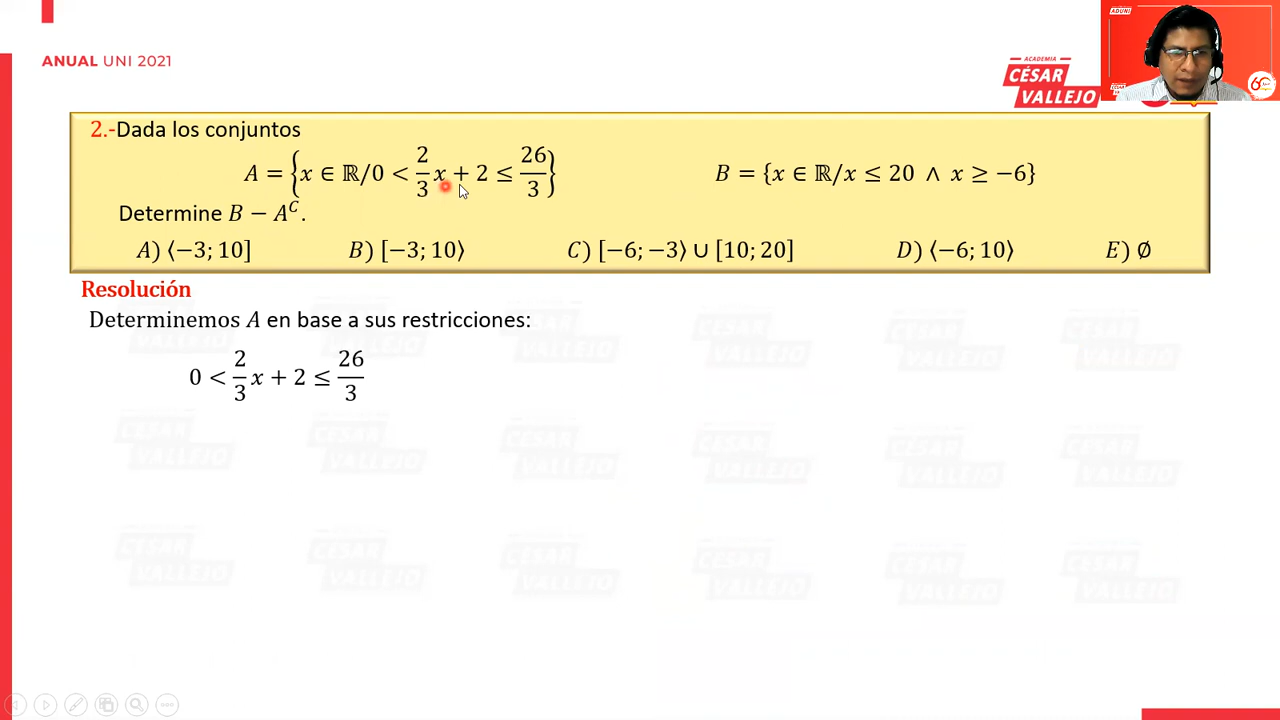 ANUAL UNI 2021
ACADEMIA
CÉSAR
VALLEJO
ADUNI
60
2.-Dada los conjuntos
A = {x ∈ ℝ/0 < 2/3 x + 2 ≤ 26/3}
B = {x ∈ ℝ/x ≤ 20 ∧ x ≥ −6}
Determine B − A^C.
A) ⟨−3; 10]
B) [−3; 10⟩
C) [−6; −3⟩ ∪ [10; 20]
D) ⟨−6; 10⟩
E) ∅
Resolución
Determinemos A en base a sus restricciones:
0 < 2/3 x + 2 ≤ 26/3